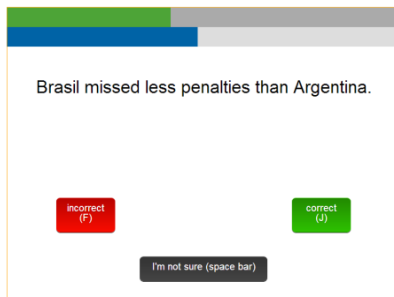 Brasil missed less penalties than Argentina.
incorrect
(F)
correct
(J)
I'm not sure (space bar)